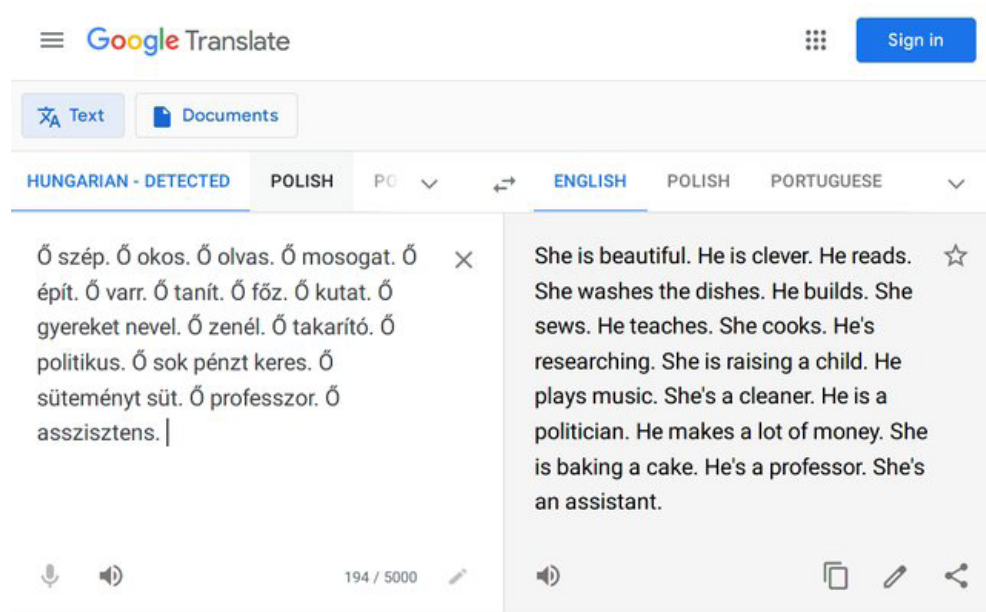 Google Translate
Sign in
Text
Documents
HUNGARIAN - DETECTED POLISH PO
ENGLISH POLISH PORTUGUESE
Ő szép. Ő okos. Ő olvas. Ő mosogat. Ő
épít. Ő varr. Ő tanít. Ő főz. Ő kutat. Ő
gyereket nevel. Ő zenél. Ő takarító. Ő
politikus. Ő sok pénzt keres. Ő
süteményt süt. Ő professzor. Ő
asszisztens.
194 / 5000
She is beautiful. He is clever. He reads.
She washes the dishes. He builds. She
sews. He teaches. She cooks. He's
researching. She is raising a child. He
plays music. She's a cleaner. He is a
politician. He makes a lot of money. She
is baking a cake. He's a professor. She's
an assistant.